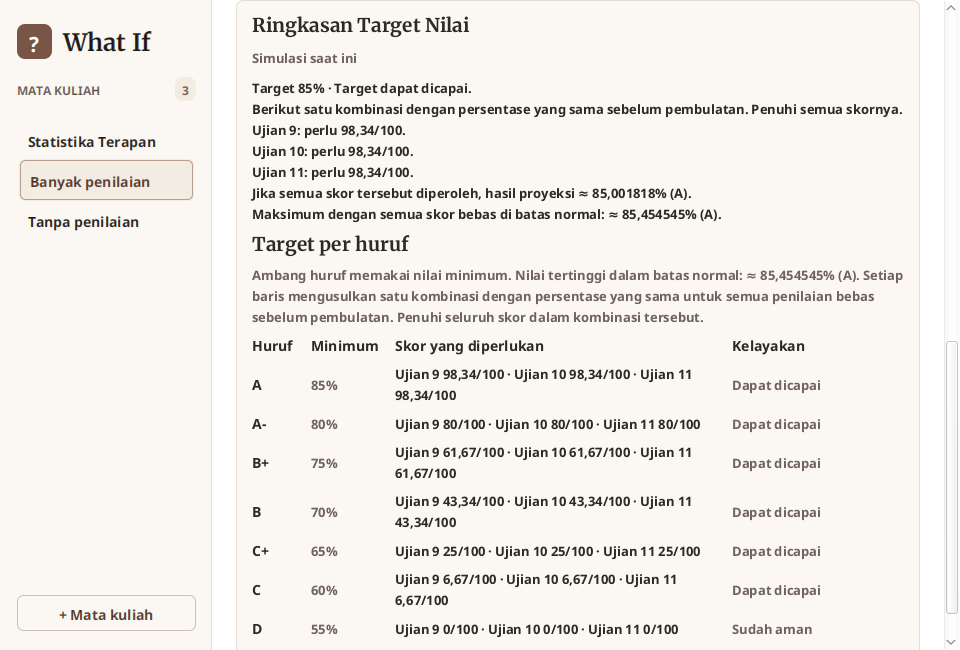 ? What If
MATA KULIAH 3
Statistika Terapan
Banyak penilaian
Tanpa penilaian
+ Mata kuliah
Ringkasan Target Nilai
Simulasi saat ini
Target 85% · Target dapat dicapai.
Berikut satu kombinasi dengan persentase yang sama sebelum pembulatan. Penuhi semua skornya.
Ujian 9: perlu 98,34/100.
Ujian 10: perlu 98,34/100.
Ujian 11: perlu 98,34/100.
Jika semua skor tersebut diperoleh, hasil proyeksi ≈ 85,001818% (A).
Maksimum dengan semua skor bebas di batas normal: ≈ 85,454545% (A).
Target per huruf
Ambang huruf memakai nilai minimum. Nilai tertinggi dalam batas normal: ≈ 85,454545% (A). Setiap
baris mengusulkan satu kombinasi dengan persentase yang sama untuk semua penilaian bebas
sebelum pembulatan. Penuhi seluruh skor dalam kombinasi tersebut.
Huruf Minimum Skor yang diperlukan Kelayakan
A 85% Ujian 9 98,34/100 · Ujian 10 98,34/100 · Ujian 11
98,34/100 Dapat dicapai
A- 80% Ujian 9 80/100 · Ujian 10 80/100 · Ujian 11 80/100 Dapat dicapai
B+ 75% Ujian 9 61,67/100 · Ujian 10 61,67/100 · Ujian 11
61,67/100 Dapat dicapai
B 70% Ujian 9 43,34/100 · Ujian 10 43,34/100 · Ujian 11
43,34/100 Dapat dicapai
C+ 65% Ujian 9 25/100 · Ujian 10 25/100 · Ujian 11 25/100 Dapat dicapai
C 60% Ujian 9 6,67/100 · Ujian 10 6,67/100 · Ujian 11
6,67/100 Dapat dicapai
D 55% Ujian 9 0/100 · Ujian 10 0/100 · Ujian 11 0/100 Sudah aman